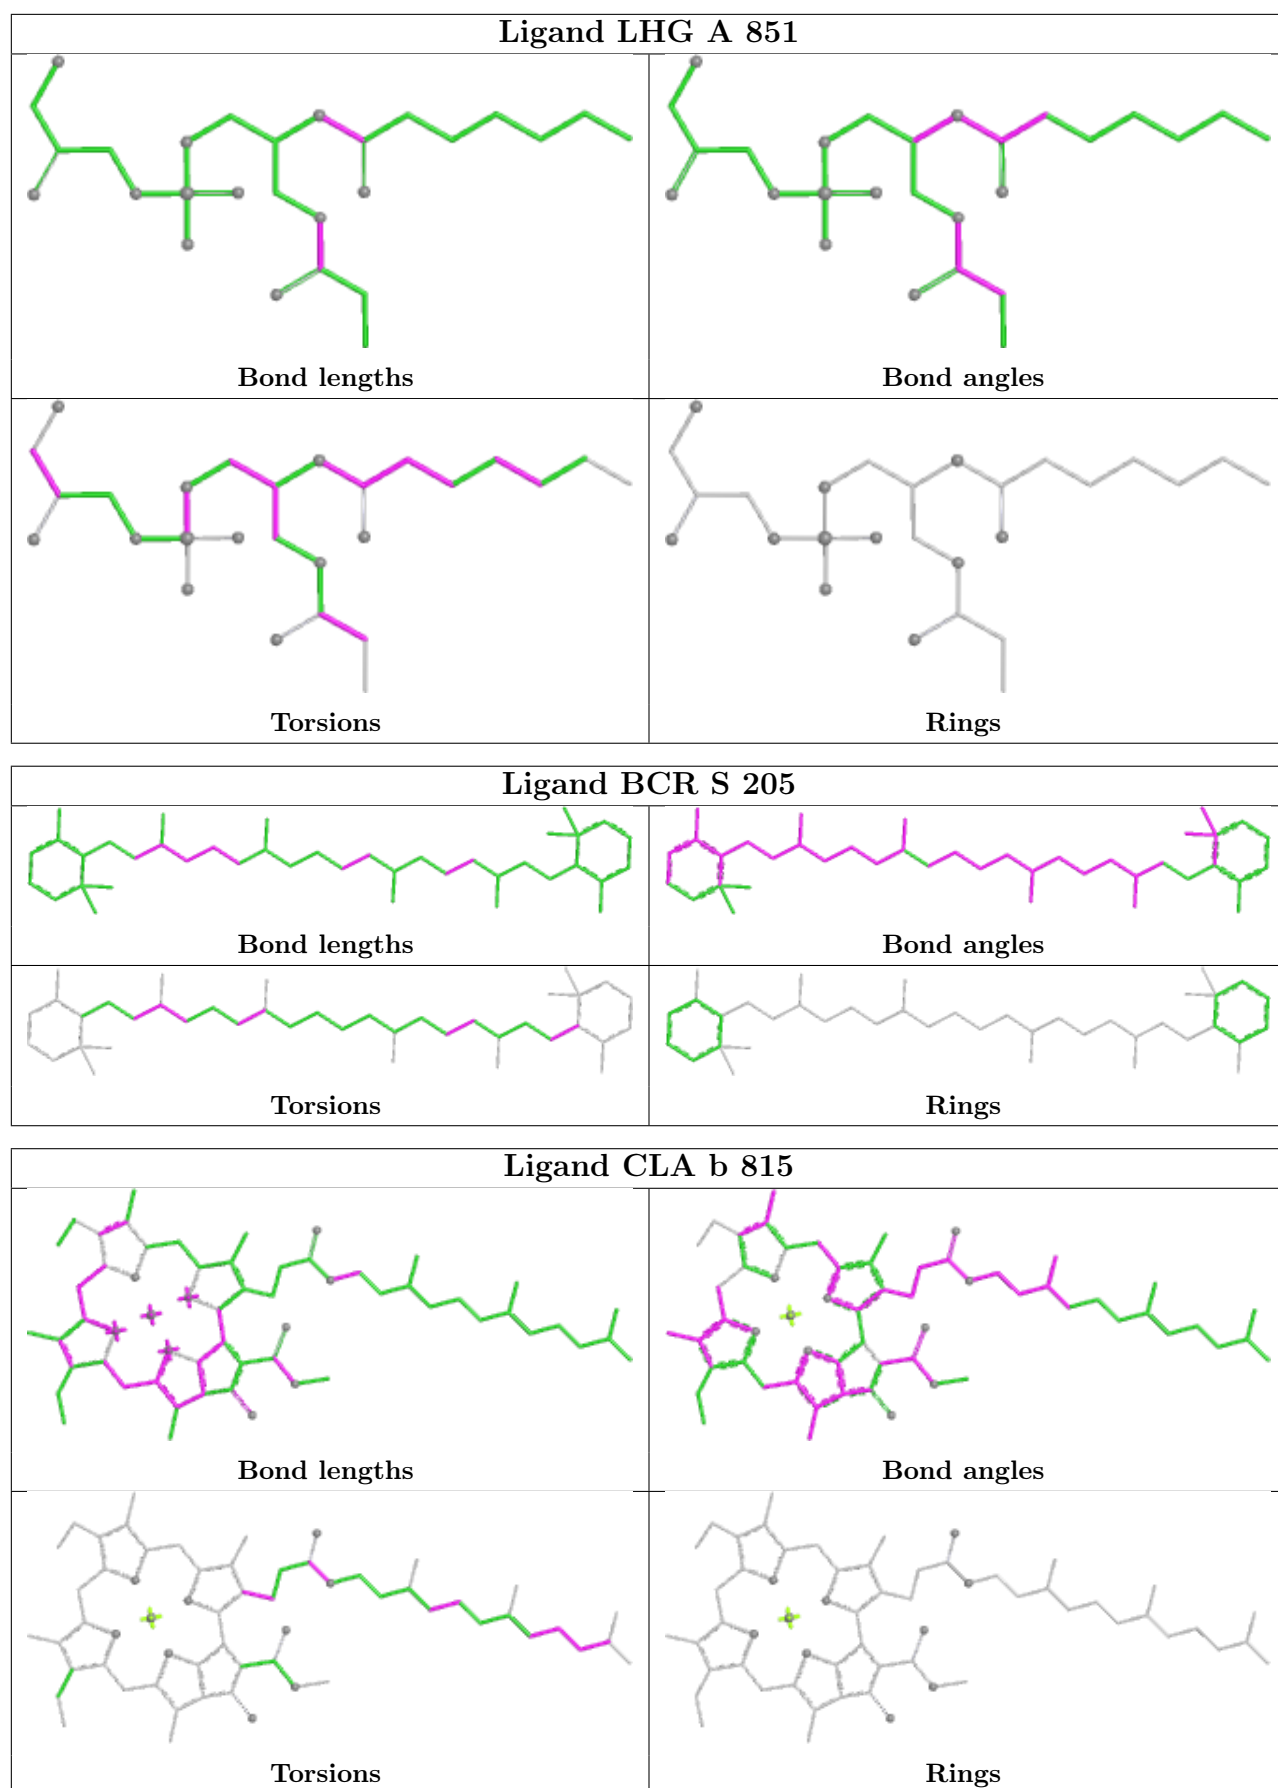 Ligand LHG A 851
Bond lengths
Bond angles
Torsions
Rings
Ligand BCR S 205
Bond lengths
Bond angles
Torsions
Rings
Ligand CLA b 815
Bond lengths
Bond angles
Torsions
Rings